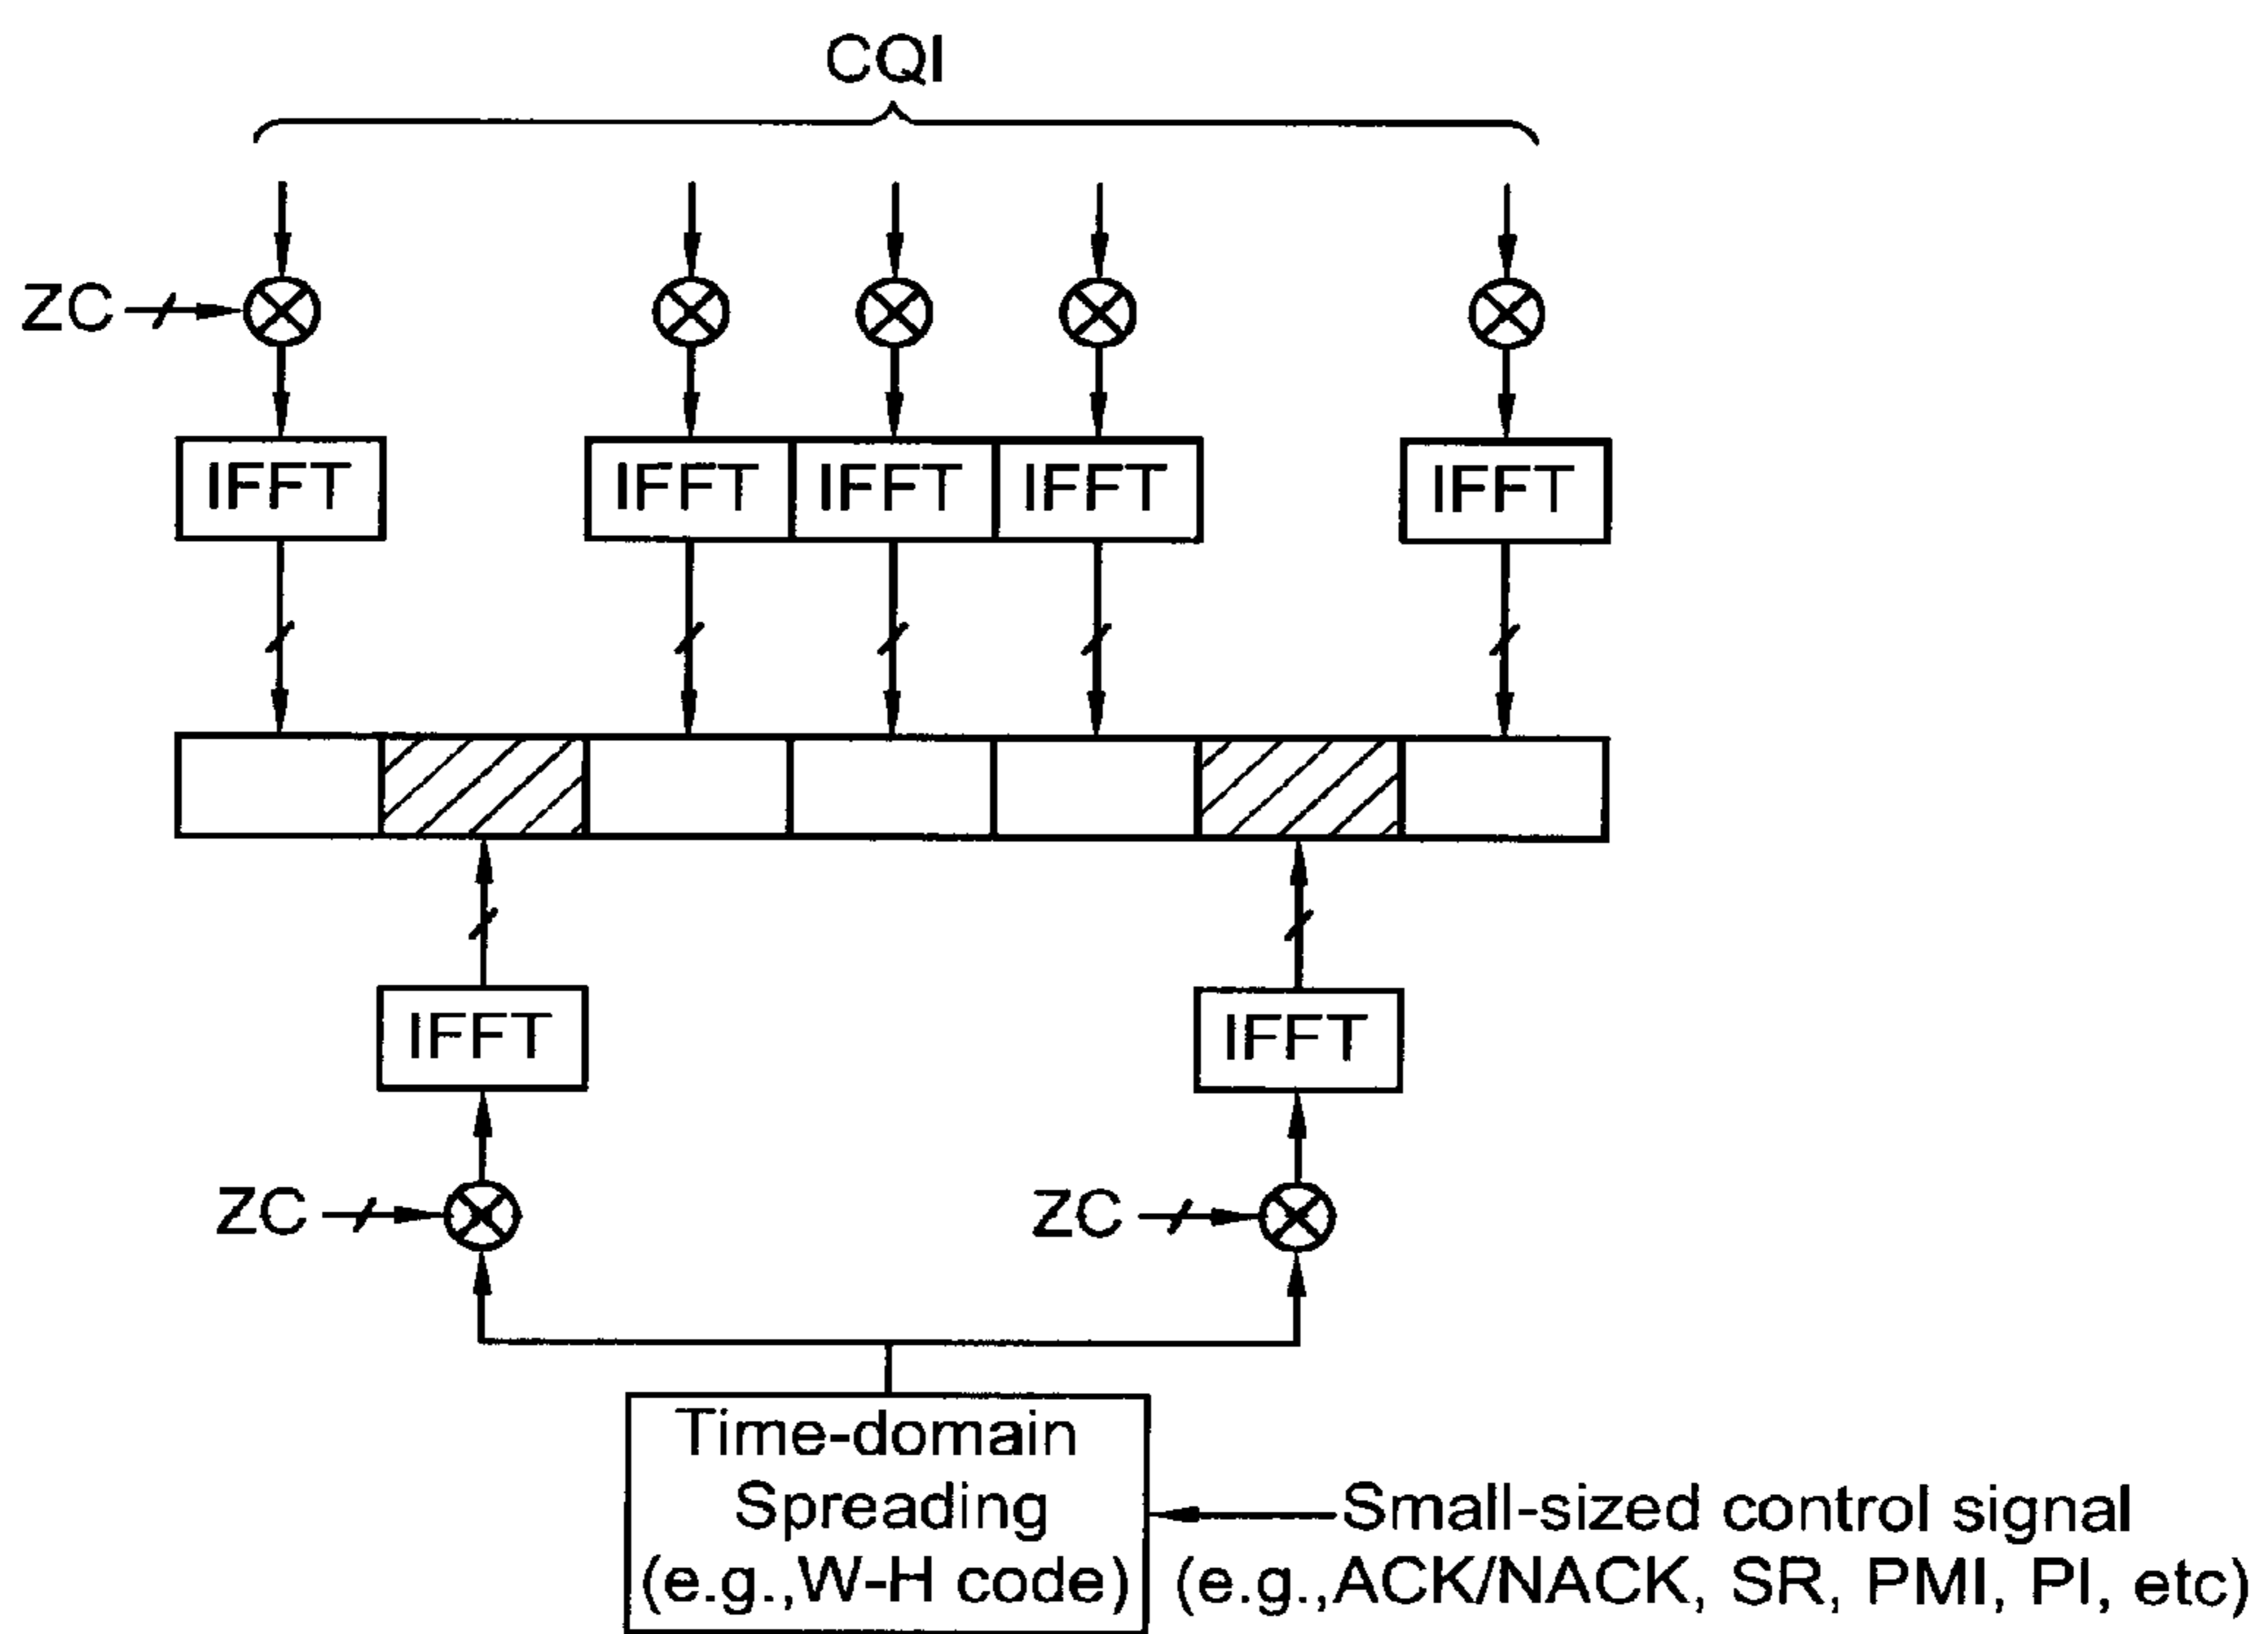 CQI
ZC
IFFT
IFFT
IFFT
IFFT
IFFT
IFFT
IFFT
ZC
ZC
Time-domain
Spreading
(e.g.,W-H code)
Small-sized control signal
(e.g.,ACK/NACK, SR, PMI, PI, etc)